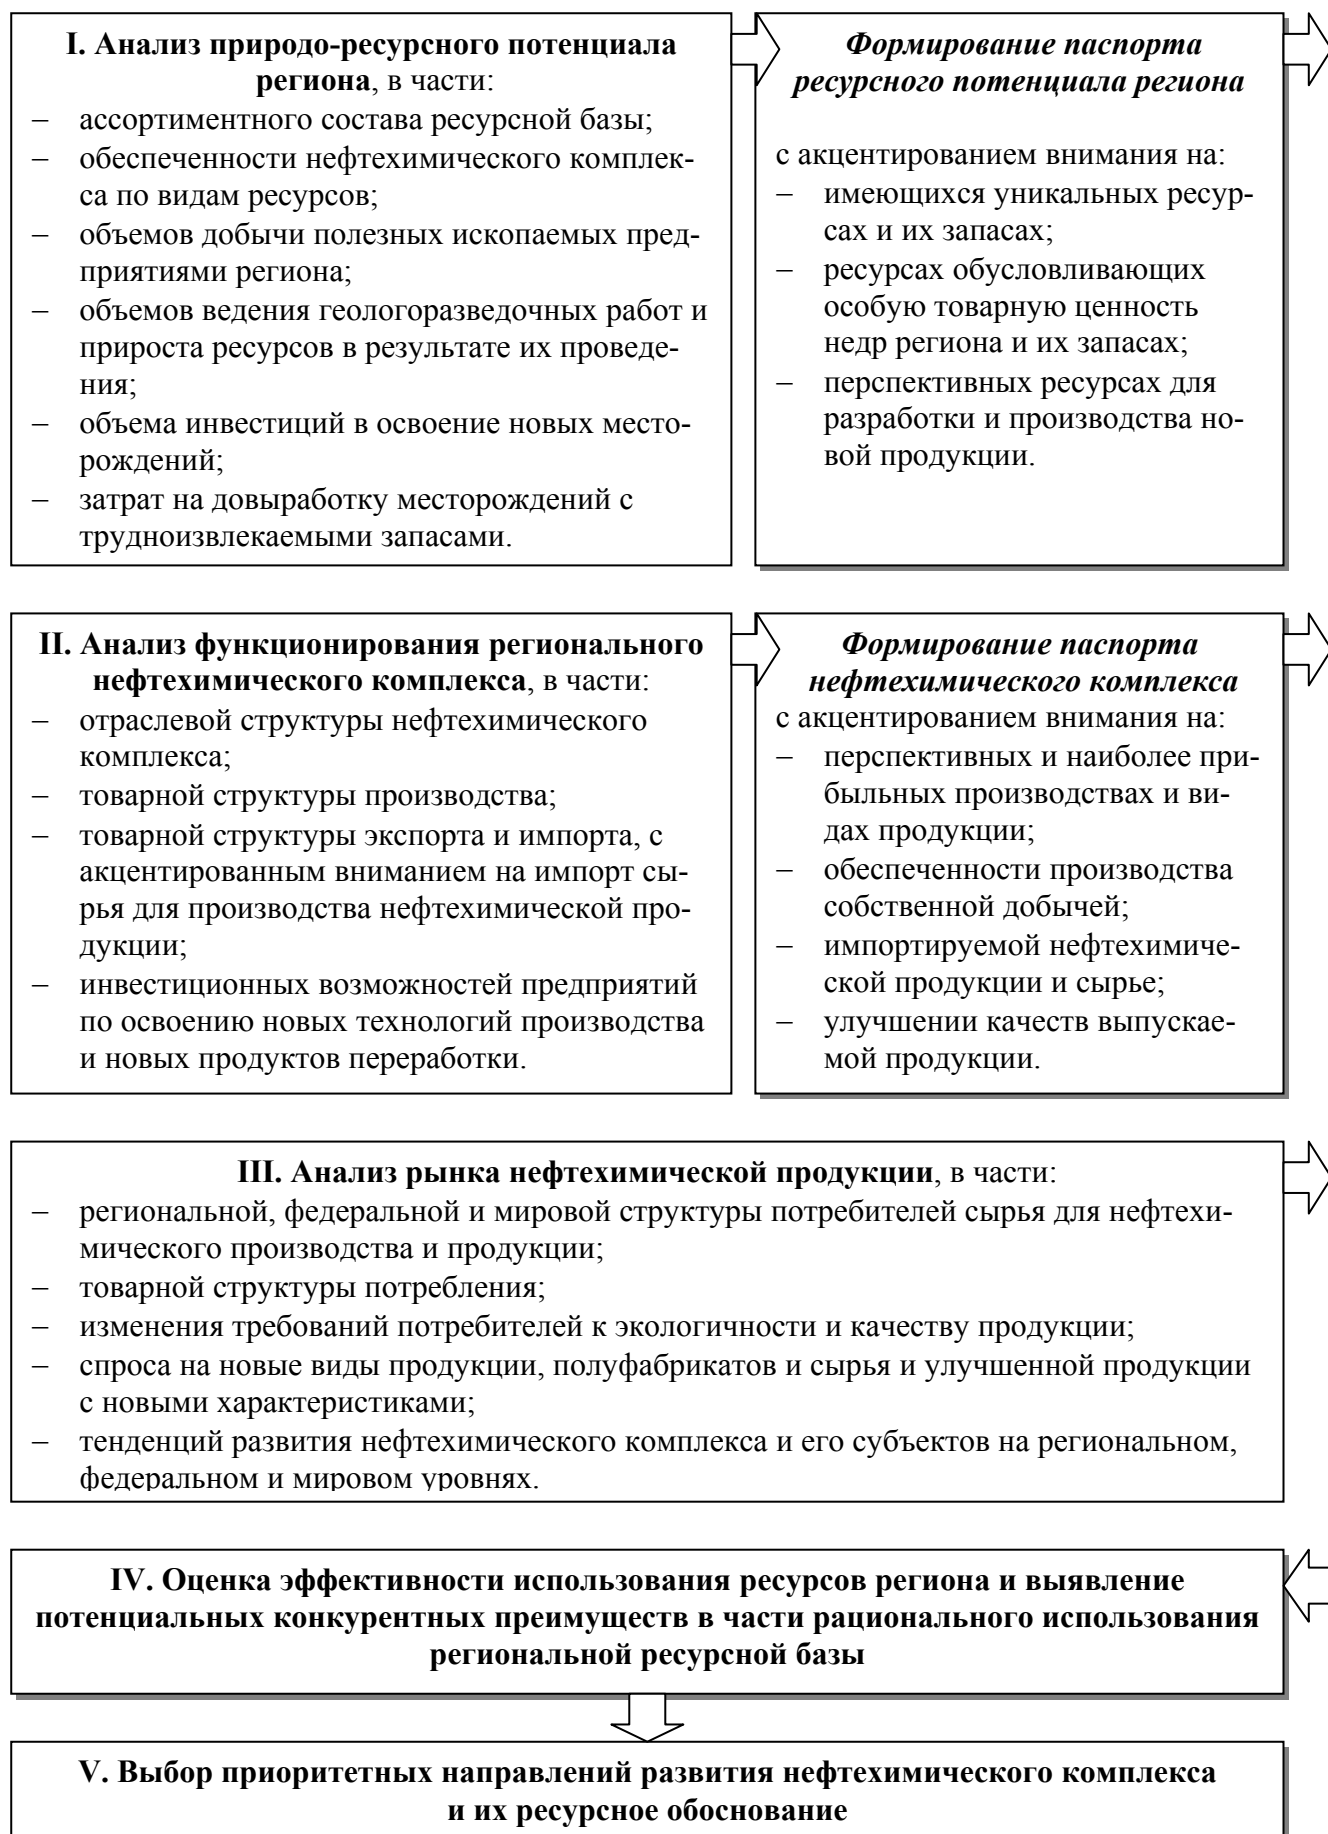 I. Анализ природо-ресурсного потенциала
региона, в части:
– ассортиментного состава ресурсной базы;
– обеспеченности нефтехимического комплек-
са по видам ресурсов;
– объемов добычи полезных ископаемых пред-
приятиями региона;
– объемов ведения геологоразведочных работ и
прироста ресурсов в результате их проведе-
ния;
– объема инвестиций в освоение новых место-
рождений;
– затрат на довыработку месторождений с
трудноизвлекаемыми запасами.
Формирование паспорта
ресурсного потенциала региона
с акцентированием внимания на:
– имеющихся уникальных ресур-
сах и их запасах;
– ресурсах обусловливающих
особую товарную ценность
недр региона и их запасах;
– перспективных ресурсах для
разработки и производства но-
вой продукции.
II. Анализ функционирования регионального
нефтехимического комплекса, в части:
– отраслевой структуры нефтехимического
комплекса;
– товарной структуры производства;
– товарной структуры экспорта и импорта, с
акцентированным вниманием на импорт сы-
рья для производства нефтехимической про-
дукции;
– инвестиционных возможностей предприятий
по освоению новых технологий производства
и новых продуктов переработки.
Формирование паспорта
нефтехимического комплекса
с акцентированием внимания на:
– перспективных и наиболее при-
быльных производствах и ви-
дах продукции;
– обеспеченности производства
собственной добычей;
– импортируемой нефтехимиче-
ской продукции и сырье;
– улучшении качеств выпускае-
мой продукции.
III. Анализ рынка нефтехимической продукции, в части:
– региональной, федеральной и мировой структуры потребителей сырья для нефтехи-
мического производства и продукции;
– товарной структуры потребления;
– изменения требований потребителей к экологичности и качеству продукции;
– спроса на новые виды продукции, полуфабрикатов и сырья и улучшенной продукции
с новыми характеристиками;
– тенденций развития нефтехимического комплекса и его субъектов на региональном,
федеральном и мировом уровнях.
IV. Оценка эффективности использования ресурсов региона и выявление
потенциальных конкурентных преимуществ в части рационального использования
региональной ресурсной базы
V. Выбор приоритетных направлений развития нефтехимического комплекса
и их ресурсное обоснование